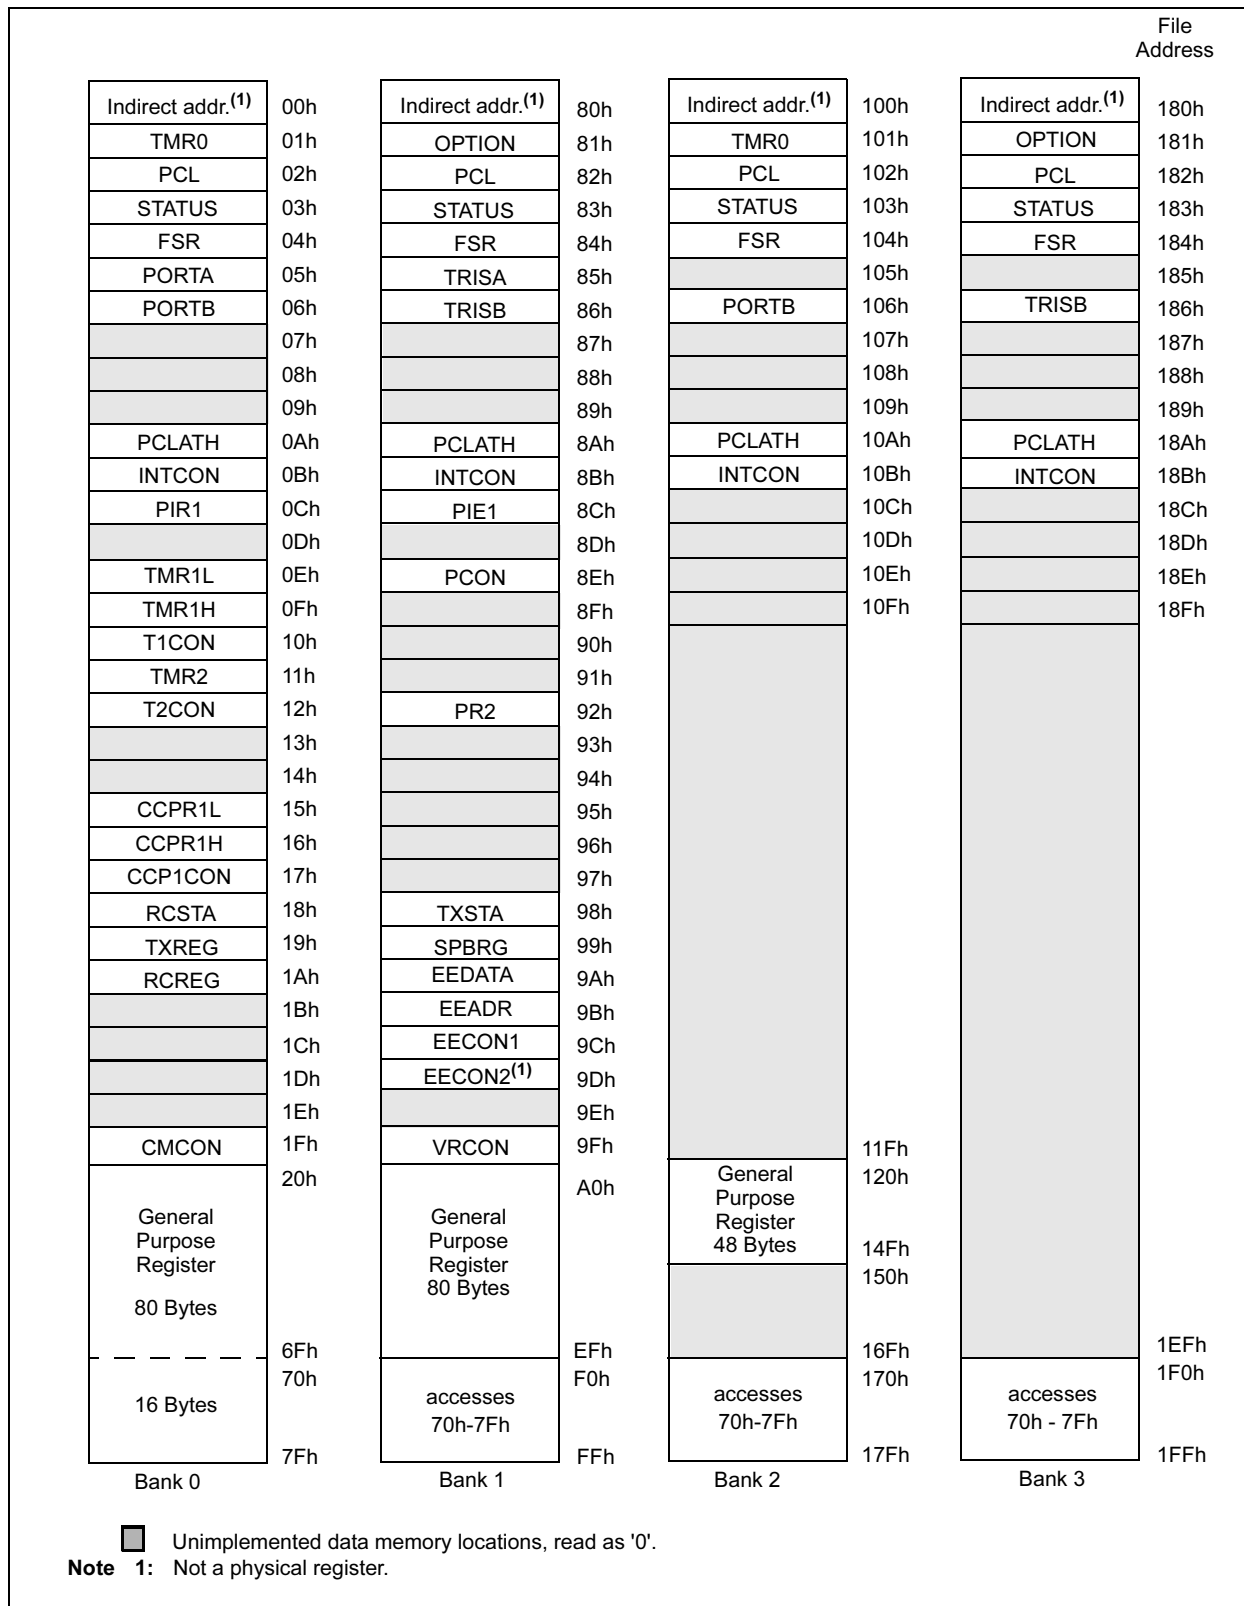 File
Address
Indirect addr.(1) 00h Indirect addr.(1) 80h Indirect addr.(1) 100h Indirect addr.(1) 180h
TMR0 01h OPTION 81h TMR0 101h OPTION 181h
PCL 02h PCL 82h PCL 102h PCL 182h
STATUS 03h STATUS 83h STATUS 103h STATUS 183h
FSR 04h FSR 84h FSR 104h FSR 184h
PORTA 05h TRISA 85h 105h 185h
PORTB 06h TRISB 86h PORTB 106h TRISB 186h
07h 87h 107h 187h
08h 88h 108h 188h
09h 89h 109h 189h
PCLATH 0Ah PCLATH 8Ah PCLATH 10Ah PCLATH 18Ah
INTCON 0Bh INTCON 8Bh INTCON 10Bh INTCON 18Bh
PIR1 0Ch PIE1 8Ch 10Ch 18Ch
0Dh 8Dh 10Dh 18Dh
TMR1L 0Eh PCON 8Eh 10Eh 18Eh
TMR1H 0Fh 8Fh 10Fh 18Fh
T1CON 10h 90h
TMR2 11h 91h
T2CON 12h PR2 92h
13h 93h
14h 94h
CCPR1L 15h 95h
CCPR1H 16h 96h
CCP1CON 17h 97h
RCSTA 18h TXSTA 98h
TXREG 19h SPBRG 99h
RCREG 1Ah EEDATA 9Ah
1Bh EEADR 9Bh
1Ch EECON1 9Ch
1Dh EECON2(1) 9Dh
1Eh 9Eh
CMCON 1Fh VRCON 9Fh 11Fh
20h A0h General 120h
General General Purpose
Purpose Purpose Register
Register Register 48 Bytes 14Fh
80 Bytes 80 Bytes 150h
6Fh EFh 16Fh 1EFh
70h F0h 170h 1F0h
16 Bytes accesses accesses accesses
70h-7Fh 70h-7Fh 70h - 7Fh
7Fh FFh 17Fh 1FFh
Bank 0 Bank 1 Bank 2 Bank 3
Unimplemented data memory locations, read as '0'.
Note 1: Not a physical register.